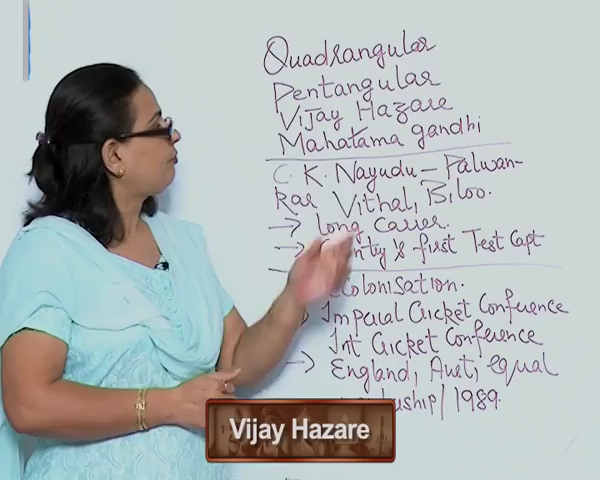 Quadrangular
Pentangular
Vijay Hazare
Mahatama gandhi
C. K. Nayudu - Palwan-
kar Vithal, Biloo.
→ long career.
→ & first Test Capt
colonisation.
Imperial Cricket Conference
Int Cricket Conference
→ England, Aust, equal
/ 1989.
Vijay Hazare